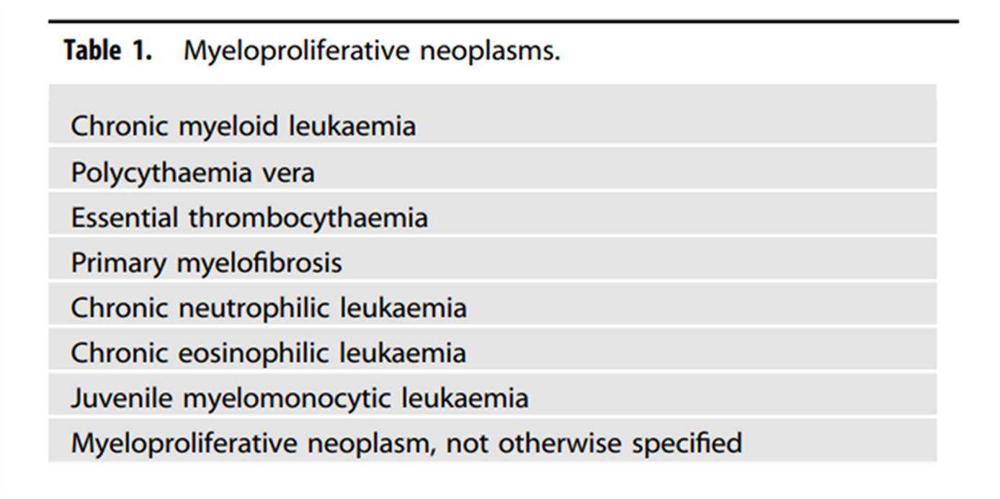 Table 1. Myeloproliferative neoplasms.
Chronic myeloid leukaemia
Polycythaemia vera
Essential thrombocythaemia
Primary myelofibrosis
Chronic neutrophilic leukaemia
Chronic eosinophilic leukaemia
Juvenile myelomonocytic leukaemia
Myeloproliferative neoplasm, not otherwise specified